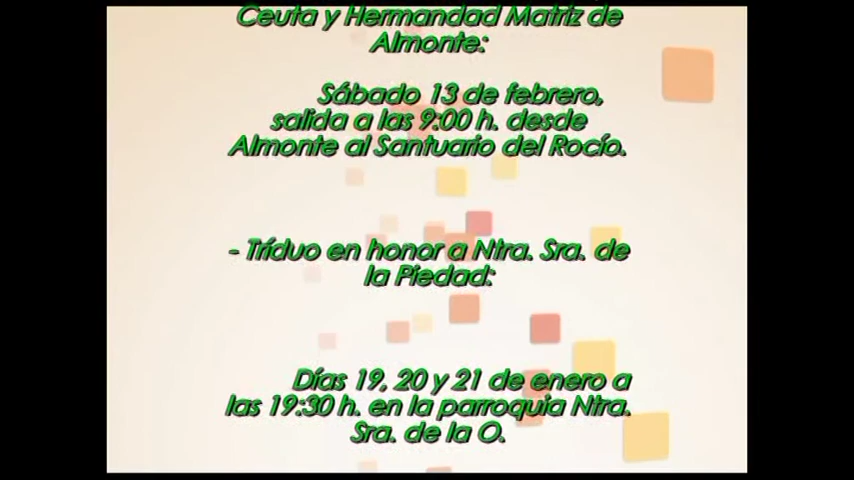 Ceuta y Hermandad Matriz de
Almonte:
Sábado 13 de febrero,
salida a las 9:00 h. desde
Almonte al Santuario del Rocío.
- Tríduo en honor a Ntra. Sra. de
la Piedad:
Días 19, 20 y 21 de enero a
las 19:30 h. en la parroquia Ntra.
Sra. de la O.